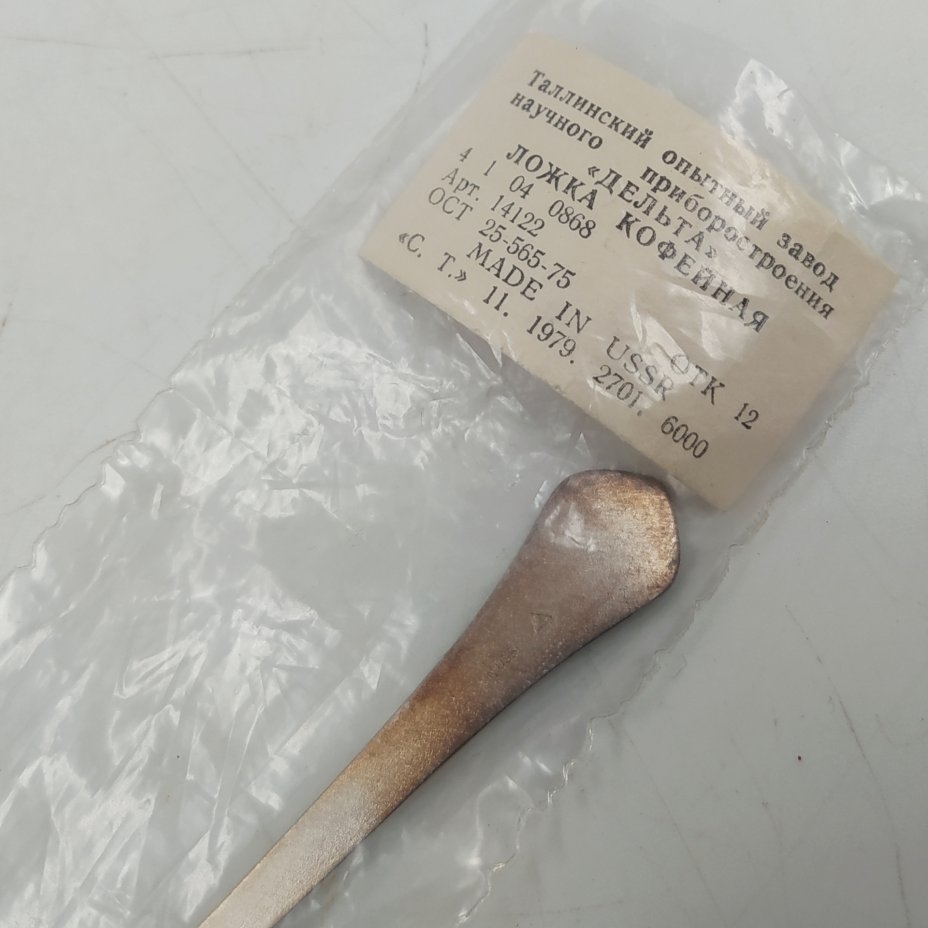 Таллинский опытный завод
научного приборостроения
«ДЕЛЬТА»
ЛОЖКА КОФЕЙНАЯ
4 1 04 0868
Арт. 14122 ОТК 12
ОСТ 25-565-75
MADE IN USSR
«С. Т.» 11. 1979. 2701. 6000